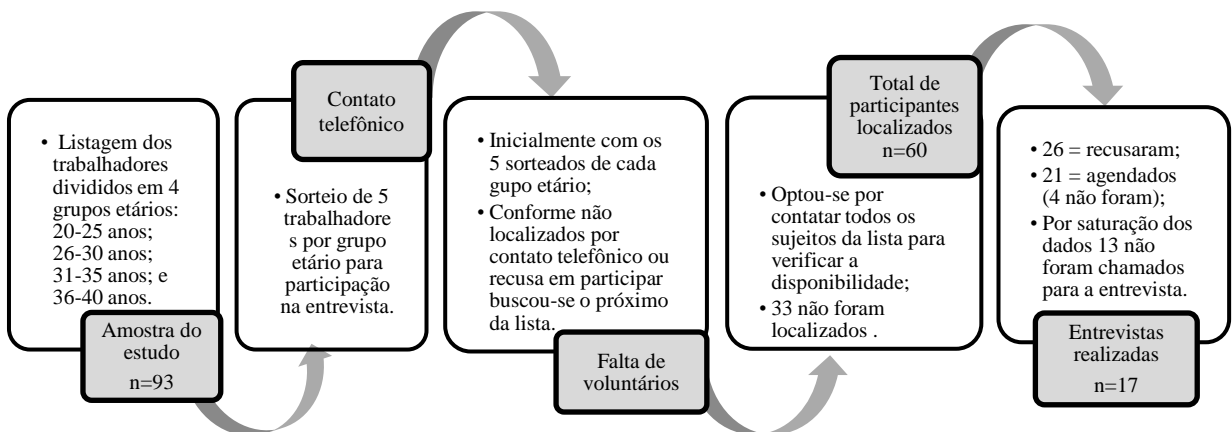 • Listagem dos
trabalhadores
divididos em 4
grupos etários:
20-25 anos;
26-30 anos;
31-35 anos; e
36-40 anos.
Amostra do
estudo
n=93
Contato
telefônico
• Sorteio de 5
trabalhadore
s por grupo
etário para
participação
na entrevista.
• Inicialmente com os
5 sorteados de cada
gupo etário;
• Conforme não
localizados por
contato telefônico ou
recusa em participar
buscou-se o próximo
da lista.
Falta de
voluntários
Total de
participantes
localizados
n=60
• Optou-se por
contatar todos os
sujeitos da lista para
verificar a
disponibilidade;
• 33 não foram
localizados .
• 26 = recusaram;
• 21 = agendados
(4 não foram);
• Por saturação dos
dados 13 não
foram chamados
para a entrevista.
Entrevistas
realizadas
n=17